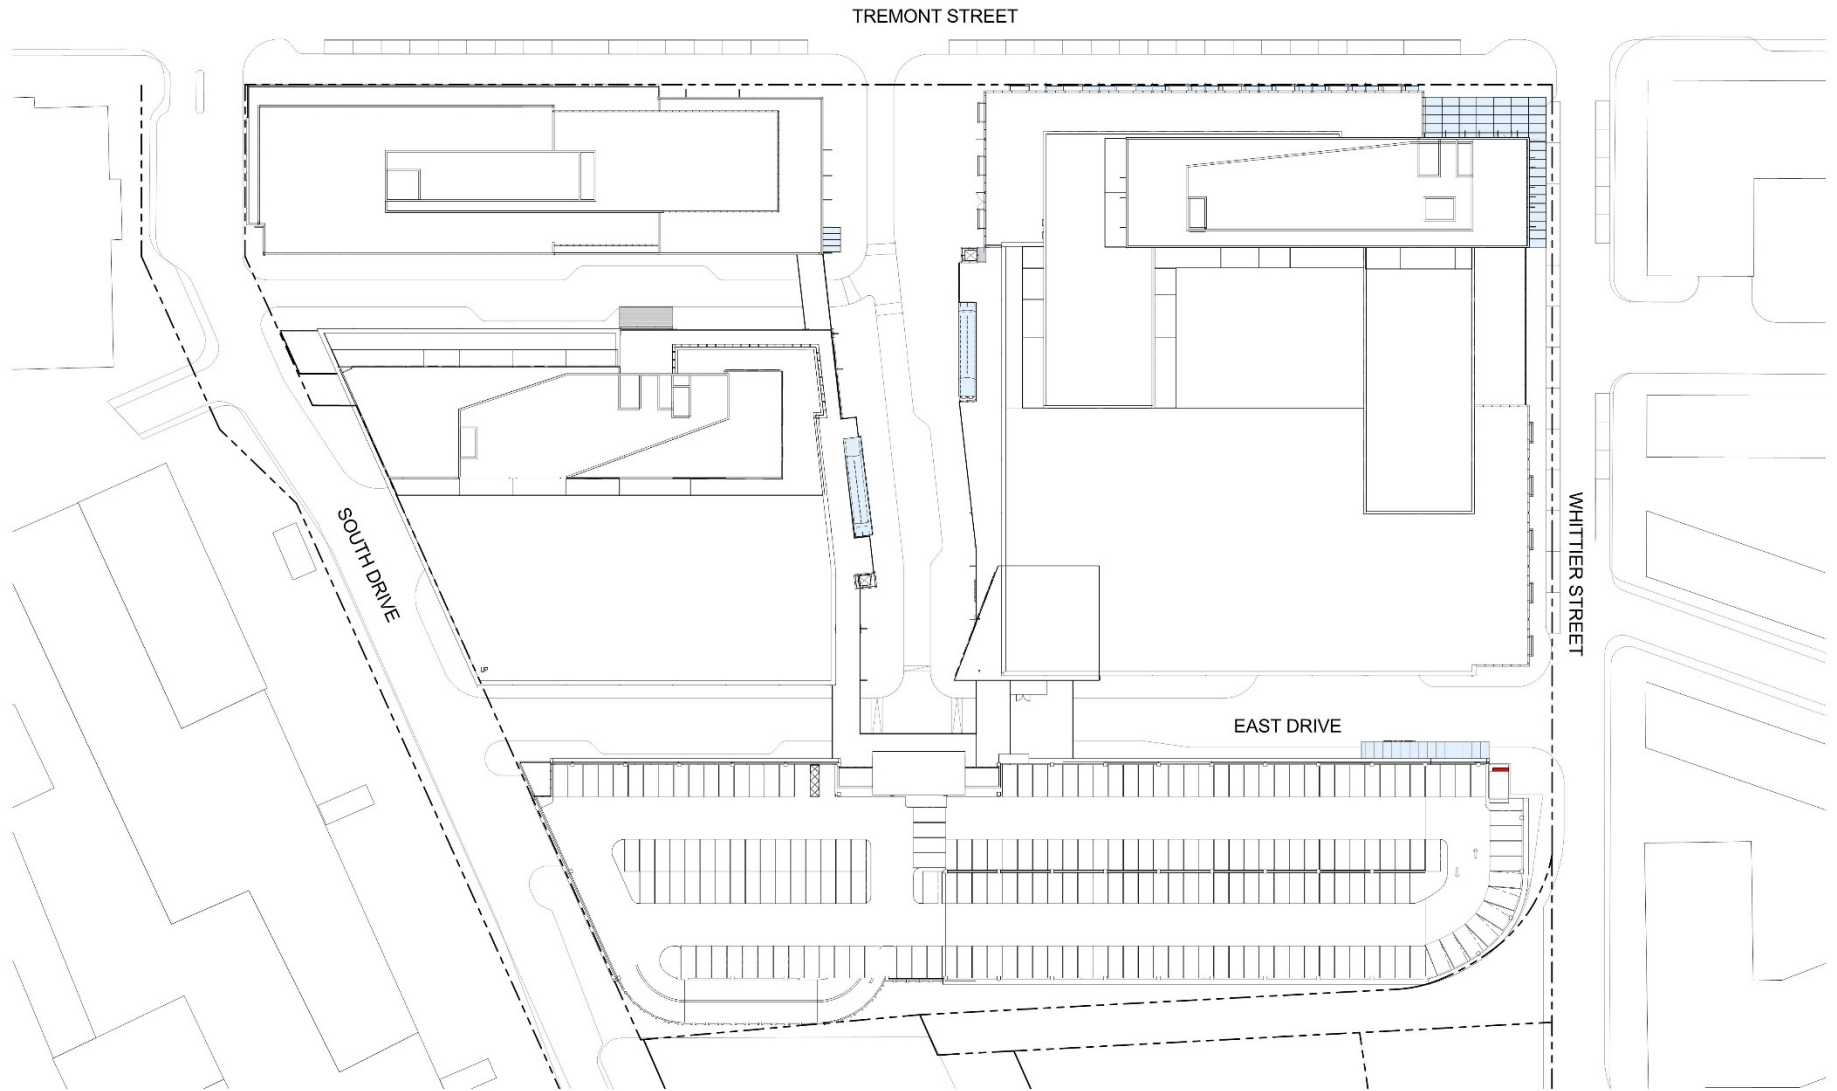 TREMONT STREET
SOUTH DRIVE
WHITTIER STREET
UP
EAST DRIVE